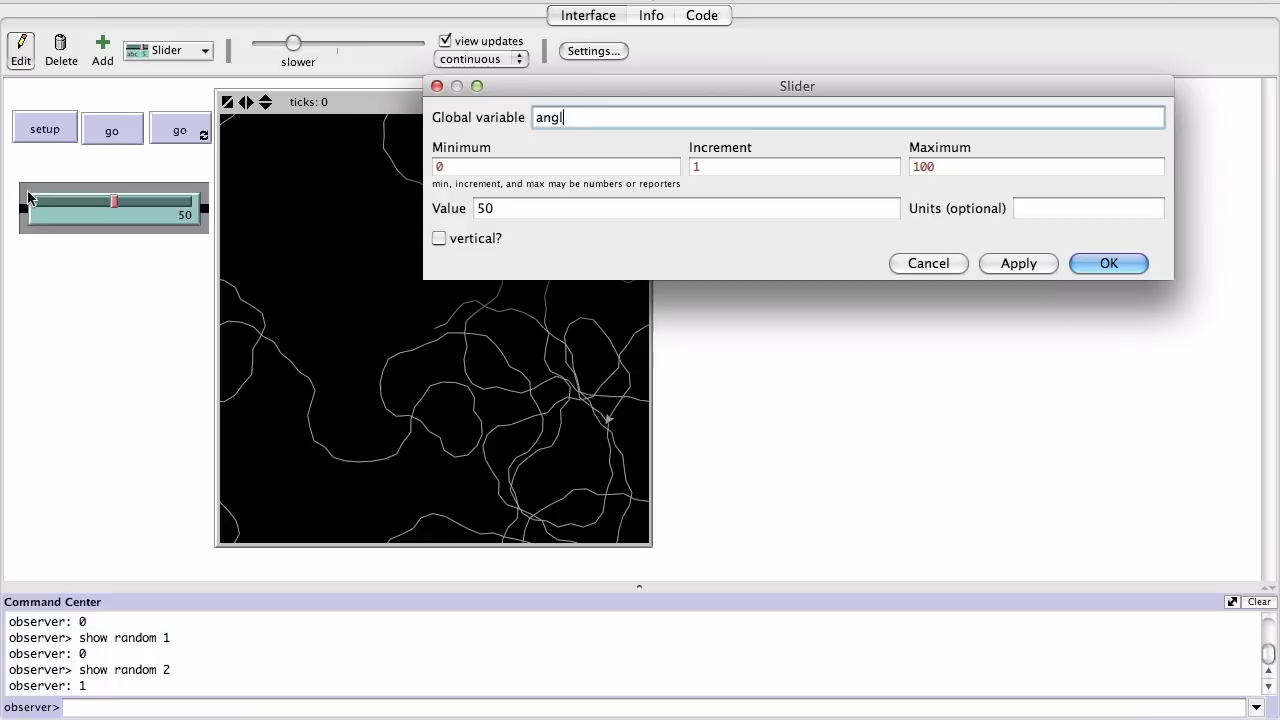 Interface Info Code
Edit Delete Add abc 5 Slider slower view updates continuous Settings...
Slider
ticks: 0
Global variable angl
setup go go
Minimum Increment Maximum
0 1 100
min, increment, and max may be numbers or reporters
Value 50 Units (optional)
50
vertical?
Cancel Apply OK
Command Center Clear
observer: 0
observer> show random 1
observer: 0
observer> show random 2
observer: 1
observer>